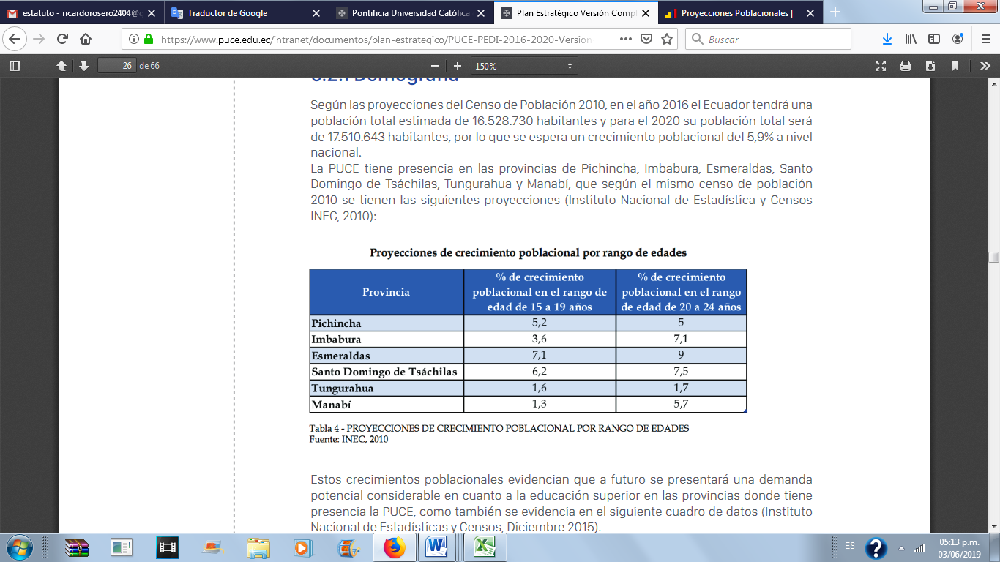 estatuto - ricardorosero2404@g
Traductor de Google
Pontificia Universidad Católica
Plan Estratégico Versión Compl
Proyecciones Poblacionales |
https://www.puce.edu.ec/intranet/documentos/plan-estrategico/PUCE-PEDI-2016-2020-Version
Buscar
26 de 66
150%
Según las proyecciones del Censo de Población 2010, en el año 2016 el Ecuador tendrá una
población total estimada de 16.528.730 habitantes y para el 2020 su población total será
de 17.510.643 habitantes, por lo que se espera un crecimiento poblacional del 5,9% a nivel
nacional.
La PUCE tiene presencia en las provincias de Pichincha, Imbabura, Esmeraldas, Santo
Domingo de Tsáchilas, Tungurahua y Manabí, que según el mismo censo de población
2010 se tienen las siguientes proyecciones (Instituto Nacional de Estadística y Censos
INEC, 2010):
Proyecciones de crecimiento poblacional por rango de edades
Provincia
% de crecimiento
poblacional en el rango de
edad de 15 a 19 años
% de crecimiento
poblacional en el rango
de edad de 20 a 24 años
Pichincha 5,2 5
Imbabura 3,6 7,1
Esmeraldas 7,1 9
Santo Domingo de Tsáchilas 6,2 7,5
Tungurahua 1,6 1,7
Manabí 1,3 5,7
Tabla 4 - PROYECCIONES DE CRECIMIENTO POBLACIONAL POR RANGO DE EDADES
Fuente: INEC, 2010
Estos crecimientos poblacionales evidencian que a futuro se presentará una demanda
potencial considerable en cuanto a la educación superior en las provincias donde tiene
presencia la PUCE, como también se evidencia en el siguiente cuadro de datos (Instituto
Nacional de Estadísticas y Censos, Diciembre 2015).
ES
05:13 p.m.
03/06/2019